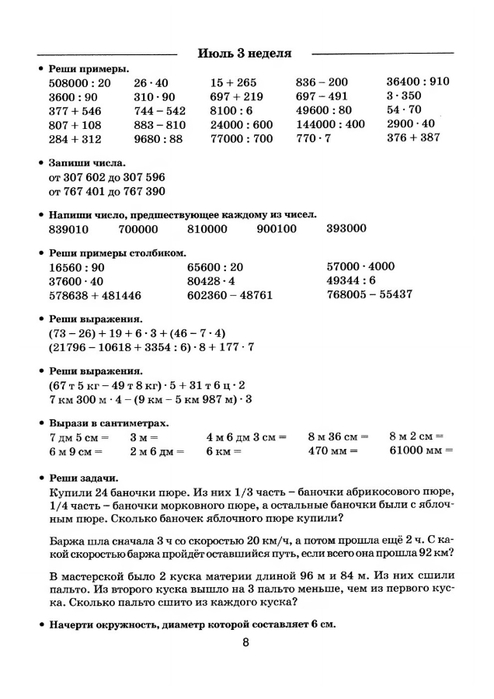 Июль 3 неделя
• Реши примеры.
508000 : 20 26 · 40 15 + 265 836 – 200 36400 : 910
3600 : 90 310 · 90 697 + 219 697 – 491 3 · 350
377 + 546 744 – 542 8100 : 6 49600 : 80 54 · 70
807 + 108 883 – 810 24000 : 600 144000 : 400 2900 · 40
284 + 312 9680 : 88 77000 : 700 770 · 7 376 + 387
• Запиши числа.
от 307 602 до 307 596
от 767 401 до 767 390
• Напиши число, предшествующее каждому из чисел.
839010 700000 810000 900100 393000
• Реши примеры столбиком.
16560 : 90 65600 : 20 57000 · 4000
37600 · 40 80428 · 4 49344 : 6
578638 + 481446 602360 – 48761 768005 – 55437
• Реши выражения.
(73 – 26) + 19 + 6 · 3 + (46 – 7 · 4)
(21796 – 10618 + 3354 : 6) · 8 + 177 · 7
• Реши выражения.
(67 т 5 кг – 49 т 8 кг) · 5 + 31 т 6 ц · 2
7 км 300 м · 4 – (9 км – 5 км 987 м) · 3
• Вырази в сантиметрах.
7 дм 5 см = 3 м = 4 м 6 дм 3 см = 8 м 36 см = 8 м 2 см =
6 м 9 см = 2 м 6 дм = 6 км = 470 мм = 61000 мм =
• Реши задачи.
Купили 24 баночки пюре. Из них 1/3 часть – баночки абрикосового пюре,
1/4 часть – баночки морковного пюре, а остальные баночки были с яблоч-
ным пюре. Сколько баночек яблочного пюре купили?
Баржа шла сначала 3 ч со скоростью 20 км/ч, а потом прошла ещё 2 ч. С ка-
кой скоростью баржа пройдёт оставшийся путь, если всего она прошла 92 км?
В мастерской было 2 куска материи длиной 96 м и 84 м. Из них сшили
пальто. Из второго куска вышло на 3 пальто меньше, чем из первого кус-
ка. Сколько пальто сшито из каждого куска?
• Начерти окружность, диаметр которой составляет 6 см.
8